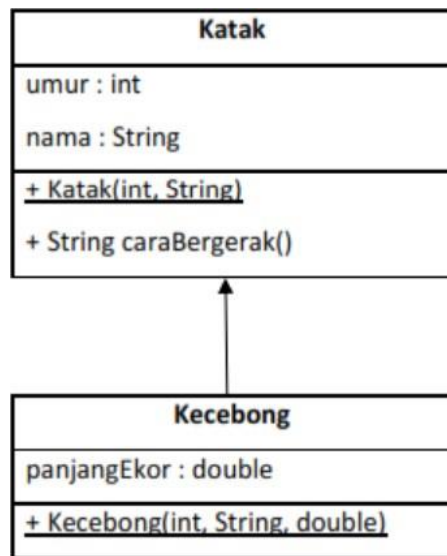 Katak
umur : int
nama : String
+ Katak(int, String)
+ String caraBergerak()
Kecebong
panjangEkor : double
+ Kecebong(int, String, double)